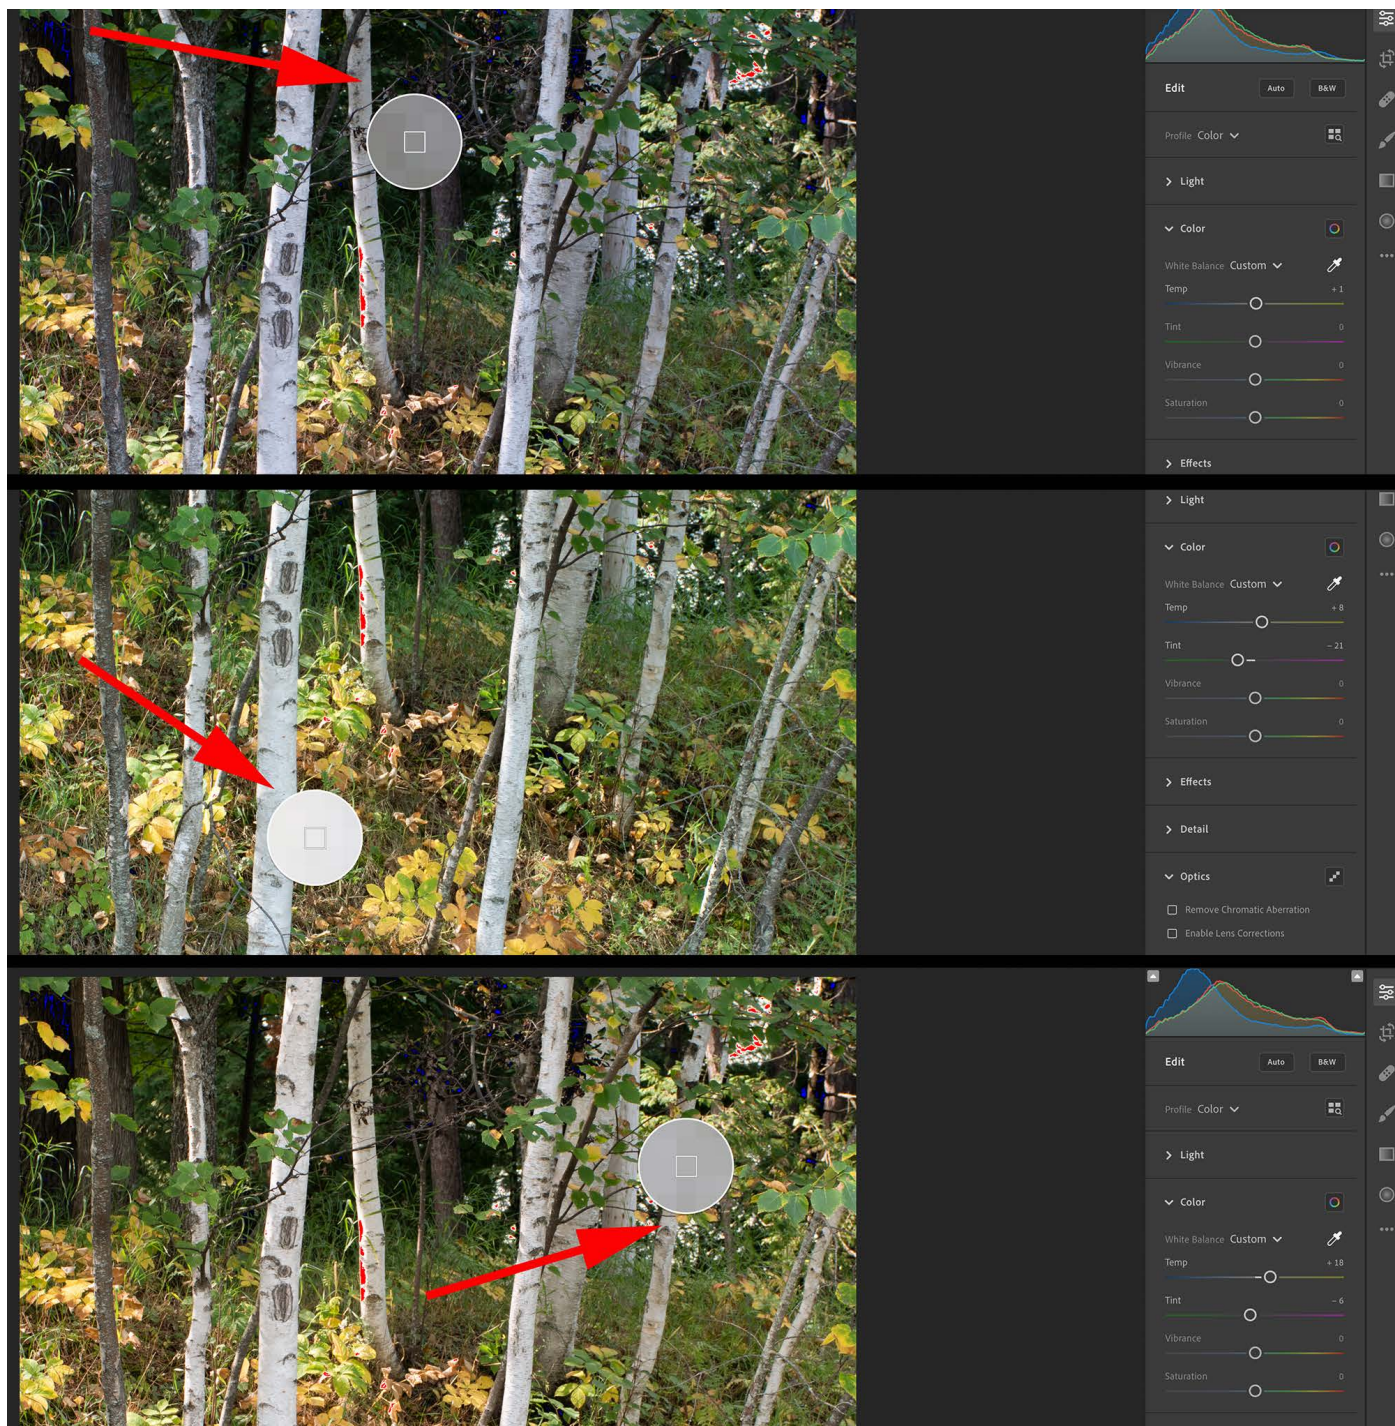 Edit Auto B&W
Profile Color
Light
Color
White Balance Custom
Temp + 1
Tint 0
Vibrance 0
Saturation 0
Effects
Light
Color
White Balance Custom
Temp + 8
Tint – 21
Vibrance 0
Saturation 0
Effects
Detail
Optics
Remove Chromatic Aberration
Enable Lens Corrections
Edit Auto B&W
Profile Color
Light
Color
White Balance Custom
Temp + 18
Tint – 6
Vibrance 0
Saturation 0